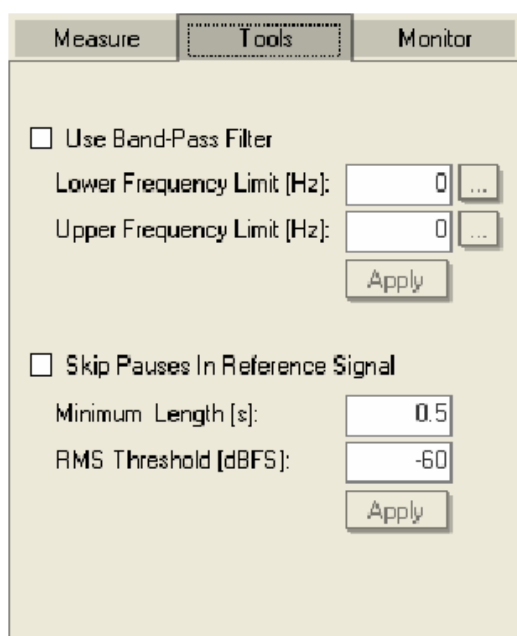 Measure Tools Monitor
Use Band-Pass Filter
Lower Frequency Limit [Hz]: 0 ...
Upper Frequency Limit [Hz]: 0 ...
Apply
Skip Pauses In Reference Signal
Minimum Length [s]: 0.5
RMS Threshold [dBFS]: -60
Apply